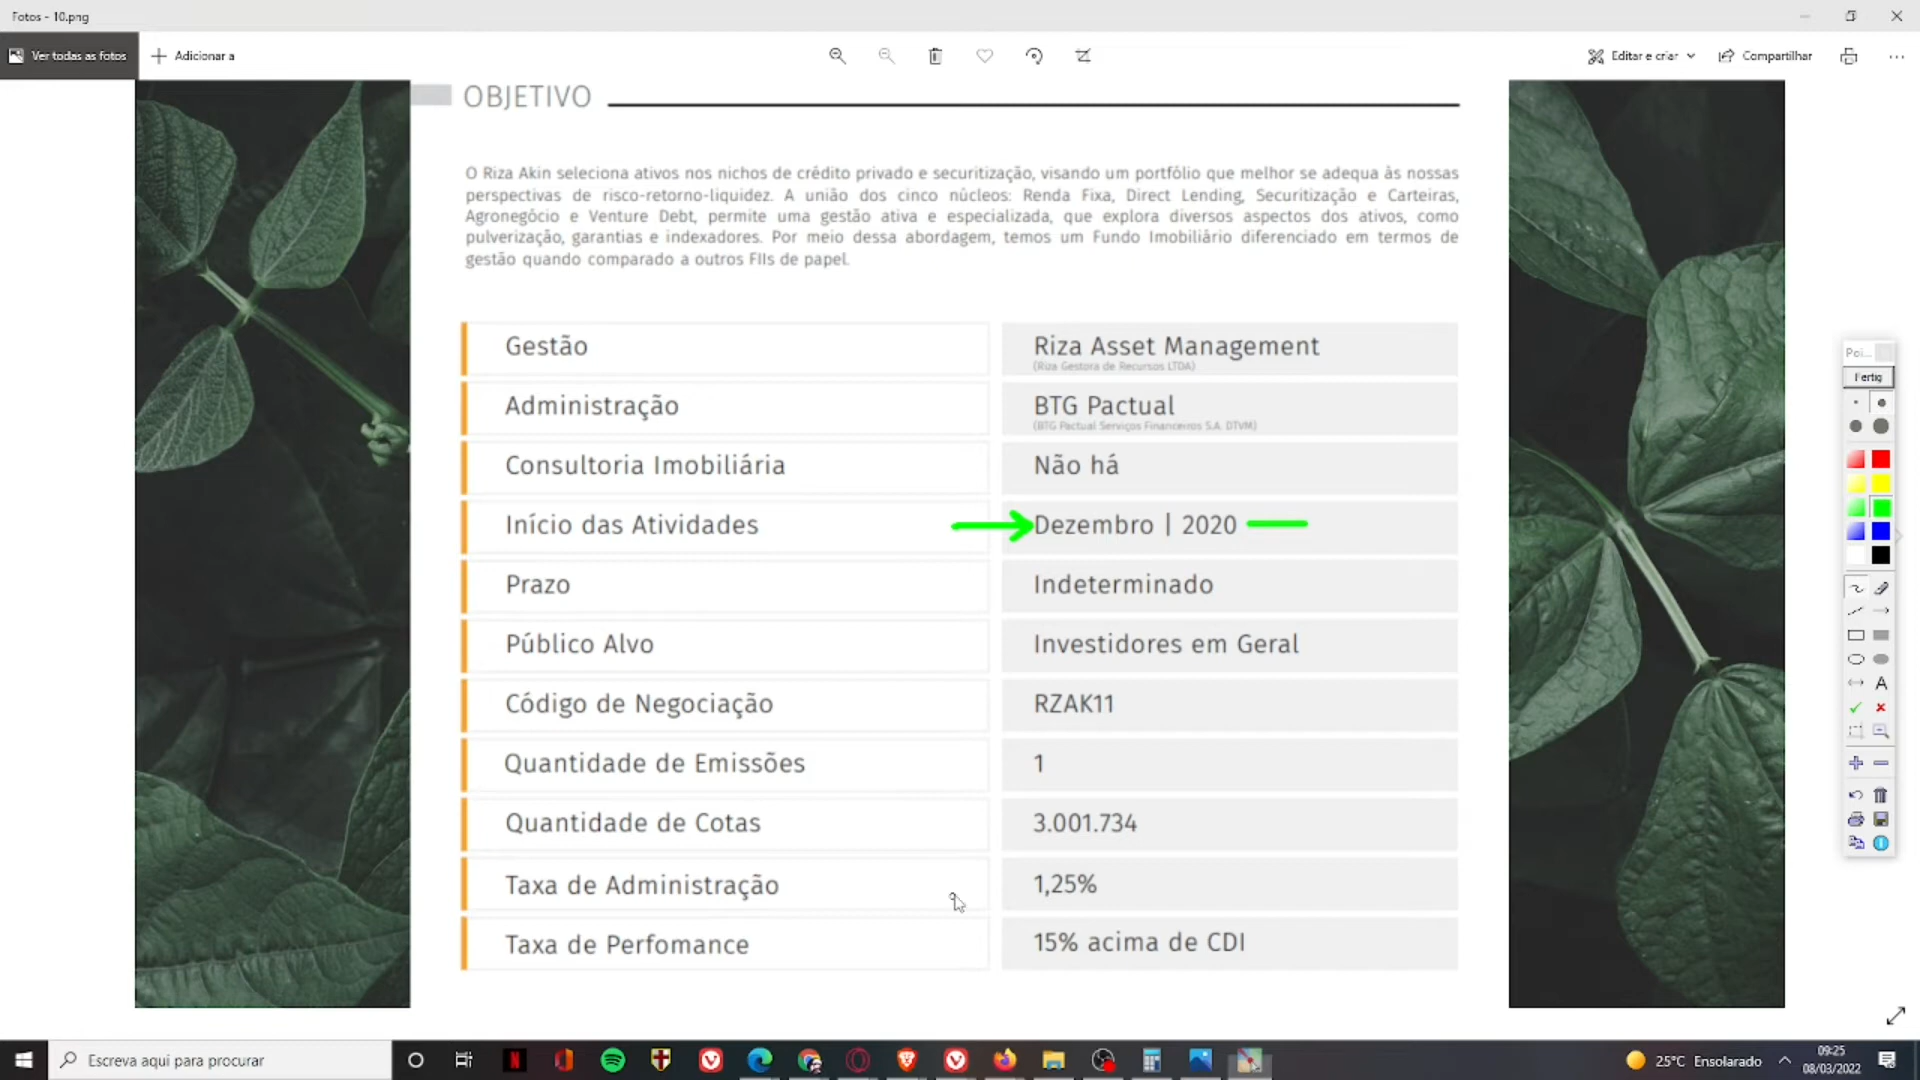 Fotos - 10.png
Ver todas as fotos
Adicionar a
Editar e criar
Compartilhar
OBJETIVO
O Riza Akin seleciona ativos nos nichos de crédito privado e securitização, visando um portfólio que melhor se adequa às nossas
perspectivas de risco-retorno-liquidez. A união dos cinco núcleos: Renda Fixa, Direct Lending, Securitização e Carteiras,
Agronegócio e Venture Debt, permite uma gestão ativa e especializada, que explora diversos aspectos dos ativos, como
pulverização, garantias e indexadores. Por meio dessa abordagem, temos um Fundo Imobiliário diferenciado em termos de
gestão quando comparado a outros FIIs de papel.
Gestão
Riza Asset Management
(Riza Gestora de Recursos LTDA)
Administração
BTG Pactual
(BTG Pactual Serviços Financeiros S.A. DTVM)
Consultoria Imobiliária
Não há
Início das Atividades
Dezembro | 2020
Prazo
Indeterminado
Público Alvo
Investidores em Geral
Código de Negociação
RZAK11
Quantidade de Emissões
1
Quantidade de Cotas
3.001.734
Taxa de Administração
1,25%
Taxa de Perfomance
15% acima de CDI
Poi...
Fertig
A
Escreva aqui para procurar
25°C Ensolarado
09:25
08/03/2022